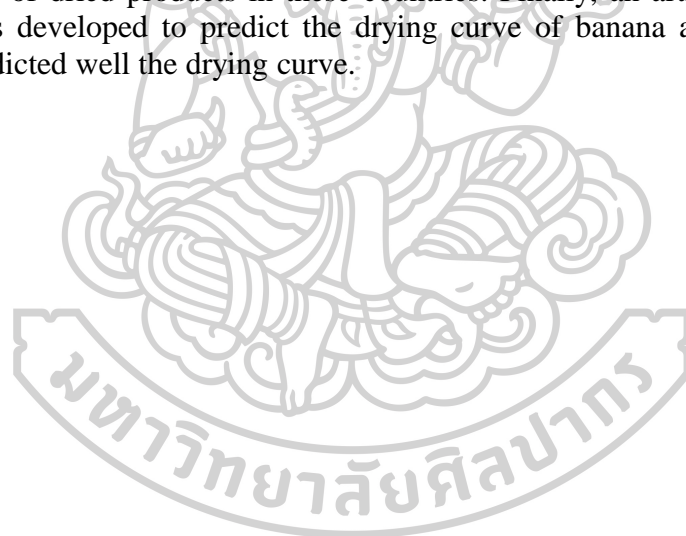 of dried products in these countries. Finally, an
s developed to predict the drying curve of banana a
dicted well the drying curve.
มหาวิทยาลัยศิลปากร